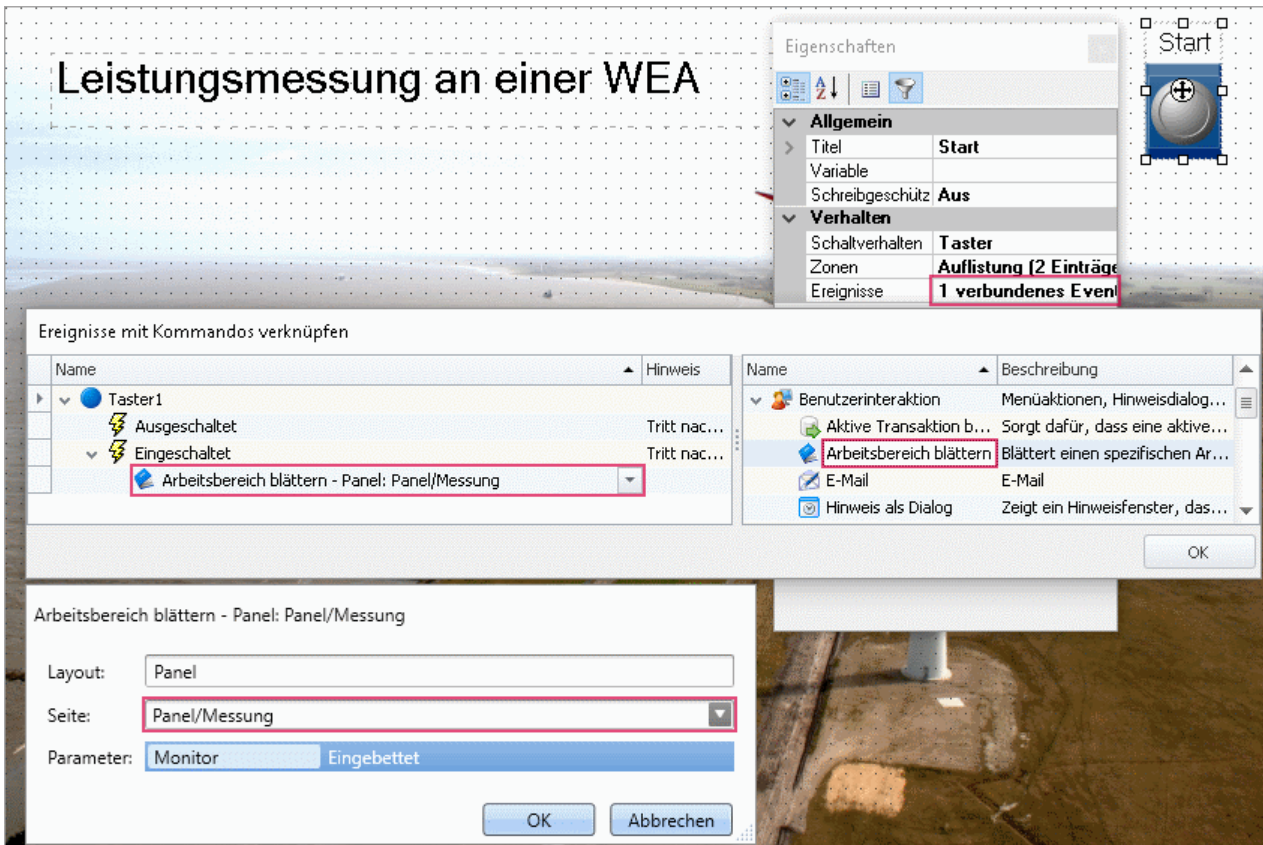 Leistungsmessung an einer WEA
Eigenschaften
Allgemein
Titel Start
Variable
Schreibgeschütz Aus
Verhalten
Schaltverhalten Taster
Zonen Auflistung (2 Einträge
Ereignisse 1 verbundenes Event
Start
Ereignisse mit Kommandos verknüpfen
Name Hinweis
Taster1
Ausgeschaltet Tritt nac...
Eingeschaltet Tritt nac...
Arbeitsbereich blättern - Panel: Panel/Messung
Name Beschreibung
Benutzerinteraktion Menüaktionen, Hinweisdialog...
Aktive Transaktion b... Sorgt dafür, dass eine aktive...
Arbeitsbereich blättern Blättert einen spezifischen Ar...
E-Mail E-Mail
Hinweis als Dialog Zeigt ein Hinweisfenster, das...
OK
Arbeitsbereich blättern - Panel: Panel/Messung
Layout: Panel
Seite: Panel/Messung
Parameter: Monitor Eingebettet
OK Abbrechen